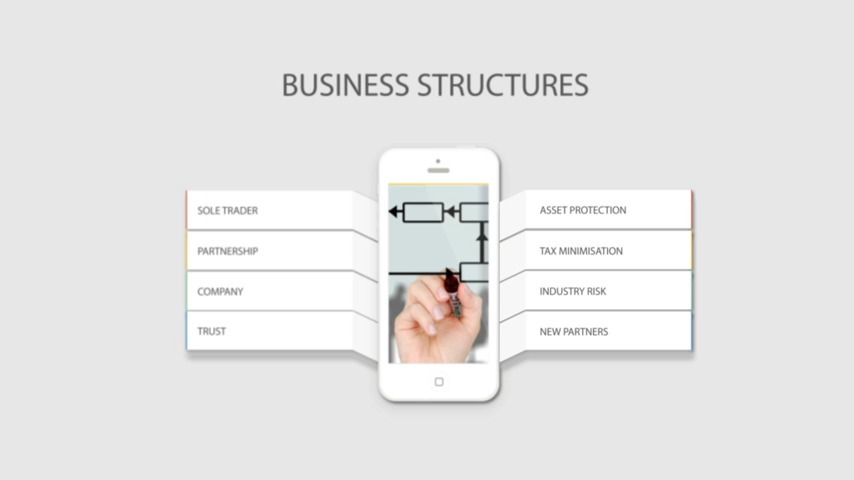 BUSINESS STRUCTURES
SOLE TRADER
PARTNERSHIP
COMPANY
TRUST
ASSET PROTECTION
TAX MINIMISATION
INDUSTRY RISK
NEW PARTNERS